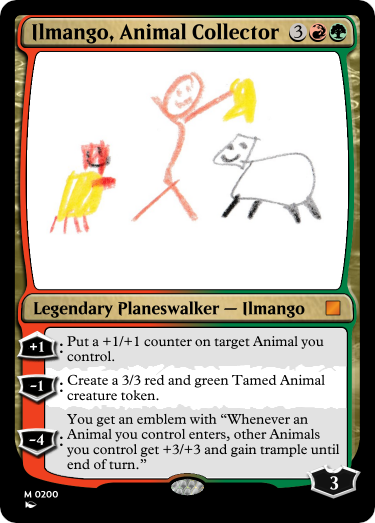 Ilmango, Animal Collector 3
Legendary Planeswalker — Ilmango
+1: Put a +1/+1 counter on target Animal you
control.
-1: Create a 3/3 red and green Tamed Animal
creature token.
You get an emblem with “Whenever an
Animal you control enters, other Animals
-4: you control get +3/+3 and gain trample until
end of turn.”
3
M 0200